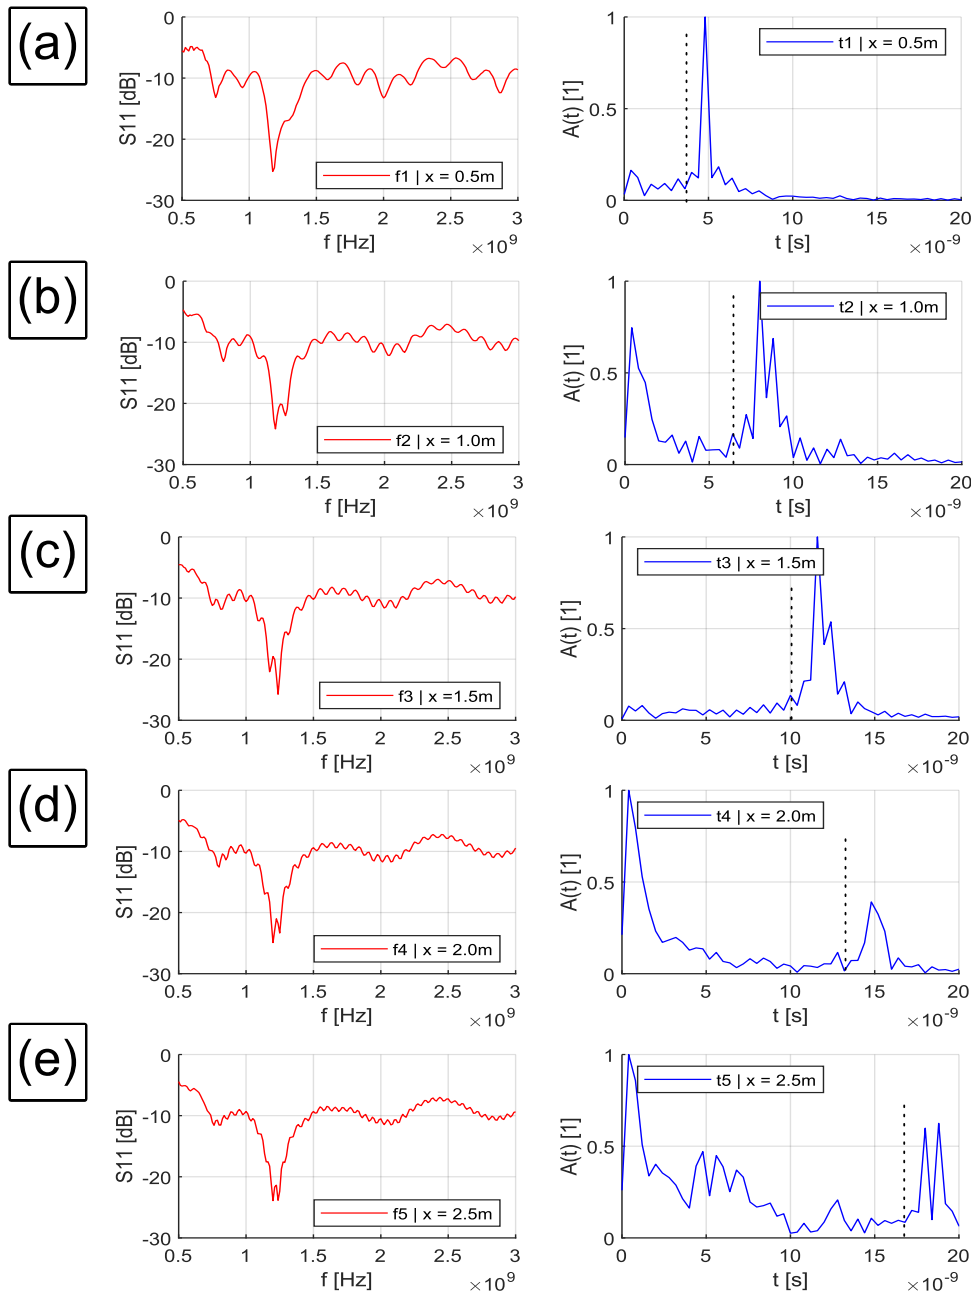 (a)
0
-10
-20
-30
S11 [dB]
f1 | x = 0.5m
0.5 1 1.5 2 2.5 3
f [Hz]
×10^9
1
0.5
0
A(t) [1]
t1 | x = 0.5m
0 5 10 15 20
t [s]
×10^-9
(b)
0
-10
-20
-30
S11 [dB]
f2 | x = 1.0m
0.5 1 1.5 2 2.5 3
f [Hz]
×10^9
1
0.5
0
A(t) [1]
t2 | x = 1.0m
0 5 10 15 20
t [s]
×10^-9
(c)
0
-10
-20
-30
S11 [dB]
f3 | x =1.5m
0.5 1 1.5 2 2.5 3
f [Hz]
×10^9
1
0.5
0
A(t) [1]
t3 | x = 1.5m
0 5 10 15 20
t [s]
×10^-9
(d)
0
-10
-20
-30
S11 [dB]
f4 | x = 2.0m
0.5 1 1.5 2 2.5 3
f [Hz]
×10^9
1
0.5
0
A(t) [1]
t4 | x = 2.0m
0 5 10 15 20
t [s]
×10^-9
(e)
0
-10
-20
-30
S11 [dB]
f5 | x = 2.5m
0.5 1 1.5 2 2.5 3
f [Hz]
×10^9
1
0.5
0
A(t) [1]
t5 | x = 2.5m
0 5 10 15 20
t [s]
×10^-9